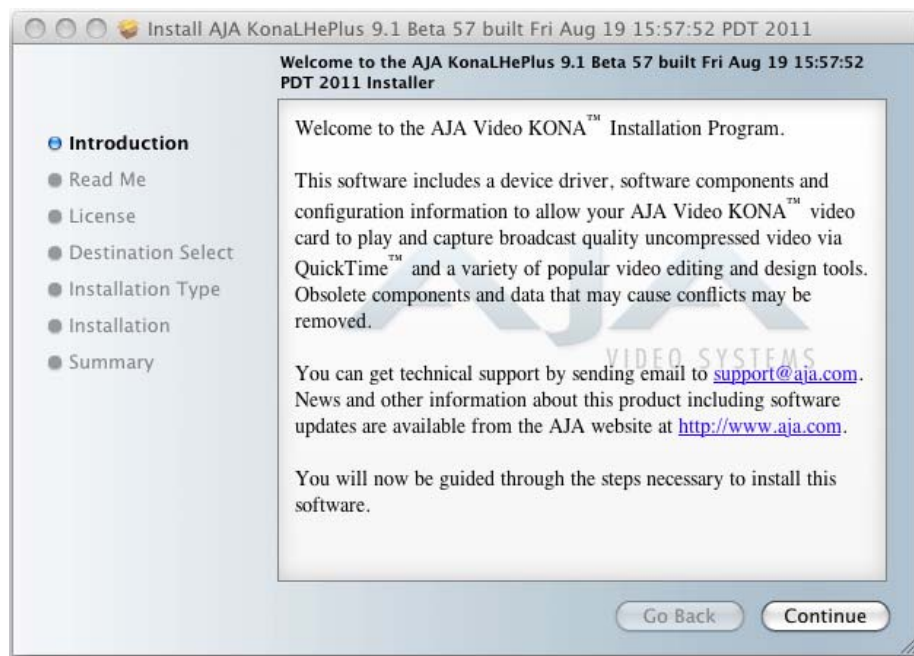 Install AJA KonaLHePlus 9.1 Beta 57 built Fri Aug 19 15:57:52 PDT 2011
Welcome to the AJA KonaLHePlus 9.1 Beta 57 built Fri Aug 19 15:57:52
PDT 2011 Installer
Introduction
Read Me
License
Destination Select
Installation Type
Installation
Summary
Welcome to the AJA Video KONA™ Installation Program.
This software includes a device driver, software components and
configuration information to allow your AJA Video KONA™ video
card to play and capture broadcast quality uncompressed video via
QuickTime™ and a variety of popular video editing and design tools.
Obsolete components and data that may cause conflicts may be
removed.
AJA
VIDEO SYSTEMS
You can get technical support by sending email to support@aja.com.
News and other information about this product including software
updates are available from the AJA website at http://www.aja.com.
You will now be guided through the steps necessary to install this
software.
Go Back
Continue